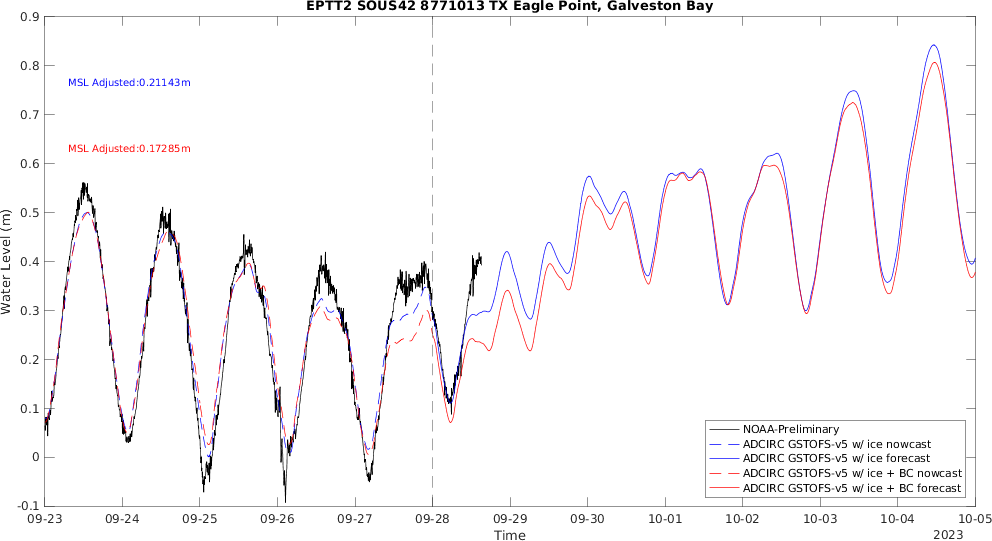 EPTT2 SOUS42 8771013 TX Eagle Point, Galveston Bay
0.9
0.8
0.7
0.6
0.5
0.4
0.3
0.2
0.1
0
-0.1
Water Level (m)
MSL Adjusted:0.21143m
MSL Adjusted:0.17285m
NOAA-Preliminary
ADCIRC GSTOFS-v5 w/ ice nowcast
ADCIRC GSTOFS-v5 w/ ice forecast
ADCIRC GSTOFS-v5 w/ ice + BC nowcast
ADCIRC GSTOFS-v5 w/ ice + BC forecast
09-23 09-24 09-25 09-26 09-27 09-28 09-29 09-30 10-01 10-02 10-03 10-04 10-05
Time
2023